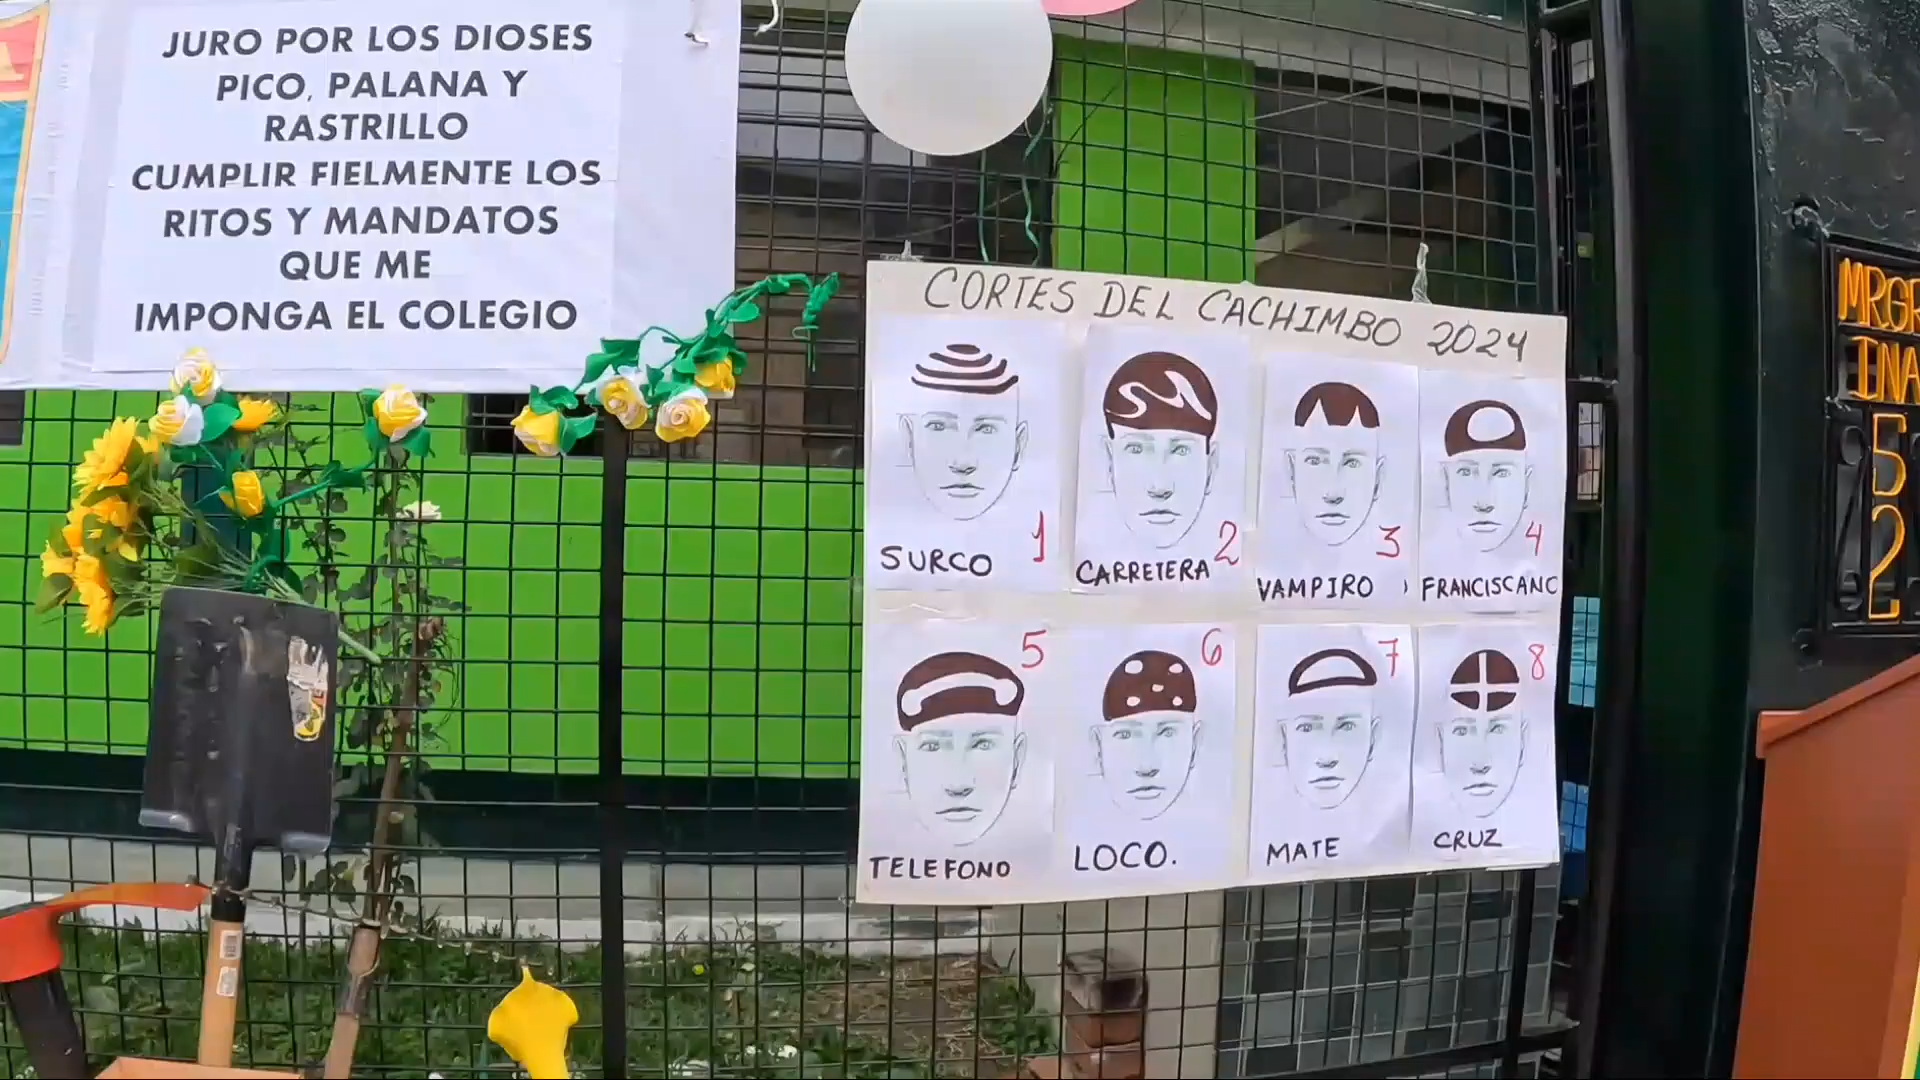 JURO POR LOS DIOSES
PICO, PALANA Y
RASTRILLO
CUMPLIR FIELMENTE LOS
RITOS Y MANDATOS
QUE ME
IMPONGA EL COLEGIO
CORTES DEL CACHIMBO 2024
SURCO 1
CARRETERA 2
VAMPIRO 3
FRANCISCANO 4
TELEFONO 5
LOCO. 6
MATE 7
CRUZ 8
52